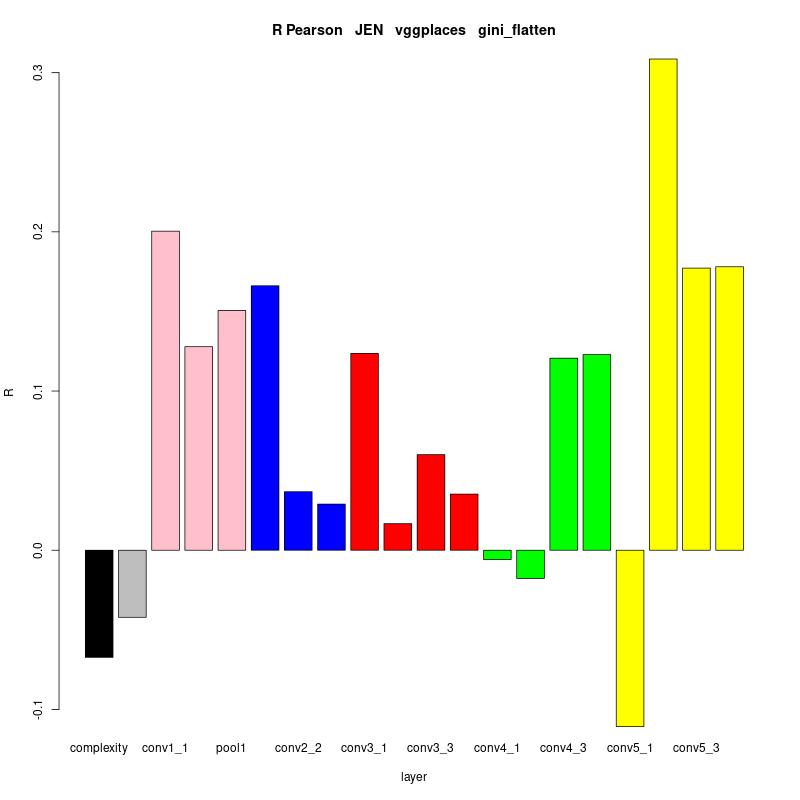 R Pearson   JEN   vggplaces   gini_flatten
0.3
0.2
0.1
0.0
-0.1
R
complexity conv1_1 pool1 conv2_2 conv3_1 conv3_3 conv4_1 conv4_3 conv5_1 conv5_3
layer